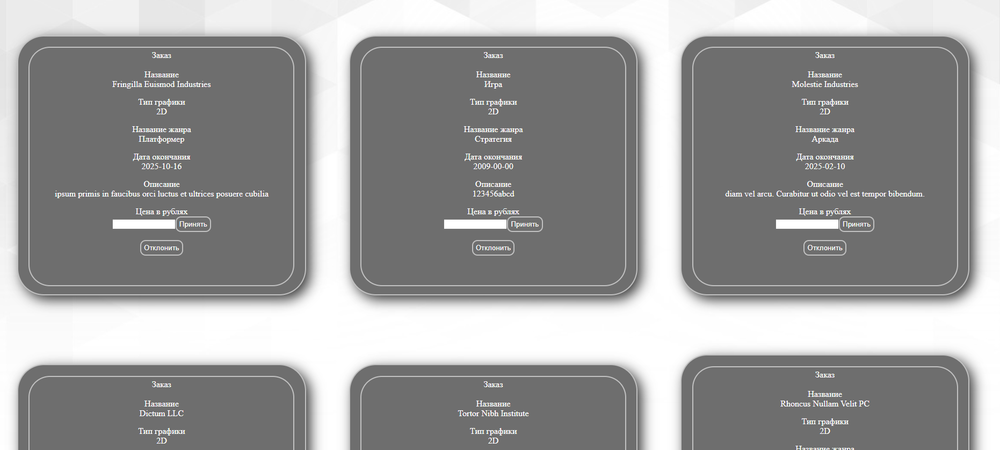 Заказ
Название
Fringilla Euismod Industries
Тип графики
2D
Название жанра
Платформер
Дата окончания
2025-10-16
Описание
ipsum primis in faucibus orci luctus et ultrices posuere cubilia
Цена в рублях
Принять
Отклонить
Заказ
Название
Игра
Тип графики
2D
Название жанра
Стратегия
Дата окончания
2009-00-00
Описание
123456abcd
Цена в рублях
Принять
Отклонить
Заказ
Название
Molestie Industries
Тип графики
2D
Название жанра
Аркада
Дата окончания
2025-02-10
Описание
diam vel arcu. Curabitur ut odio vel est tempor bibendum.
Цена в рублях
Принять
Отклонить
Заказ
Название
Dictum LLC
Тип графики
2D
Заказ
Название
Tortor Nibh Institute
Тип графики
2D
Заказ
Название
Rhoncus Nullam Velit PC
Тип графики
2D
Название жанра